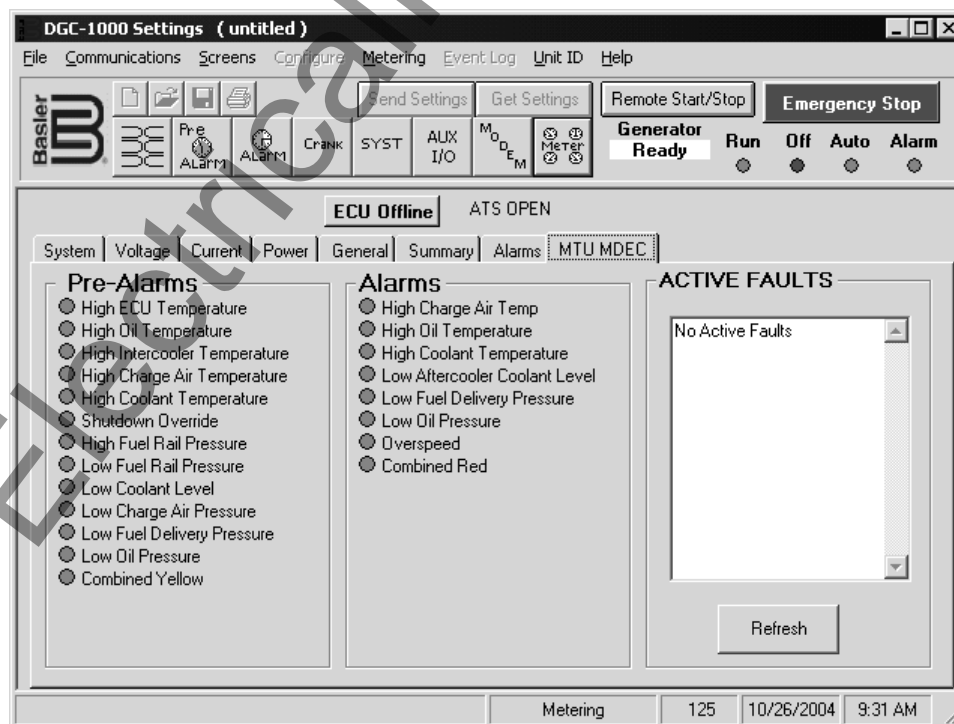 DGC-1000 Settings ( untitled )
File Communications Screens Configure Metering Event Log Unit ID Help
Basler
Send Settings Get Settings Remote Start/Stop Emergency Stop
Pre ALarm ALarM Crank SYST AUX I/O MODEM METER
Generator Ready Run Off Auto Alarm
ECU Offline ATS OPEN
System Voltage Current Power General Summary Alarms MTU MDEC
Pre-Alarms
High ECU Temperature
High Oil Temperature
High Intercooler Temperature
High Charge Air Temperature
High Coolant Temperature
Shutdown Override
High Fuel Rail Pressure
Low Fuel Rail Pressure
Low Coolant Level
Low Charge Air Pressure
Low Fuel Delivery Pressure
Low Oil Pressure
Combined Yellow
Alarms
High Charge Air Temp
High Oil Temperature
High Coolant Temperature
Low Aftercooler Coolant Level
Low Fuel Delivery Pressure
Low Oil Pressure
Overspeed
Combined Red
ACTIVE FAULTS
No Active Faults
Refresh
Metering 125 10/26/2004 9:31 AM
Electrical